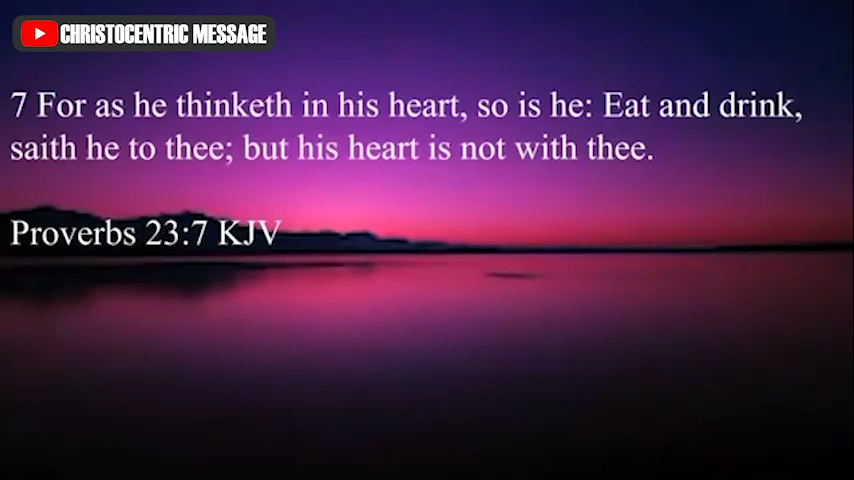 CHRISTOCENTRIC MESSAGE
7 For as he thinketh in his heart, so is he: Eat and drink,
saith he to thee; but his heart is not with thee.
Proverbs 23:7 KJV